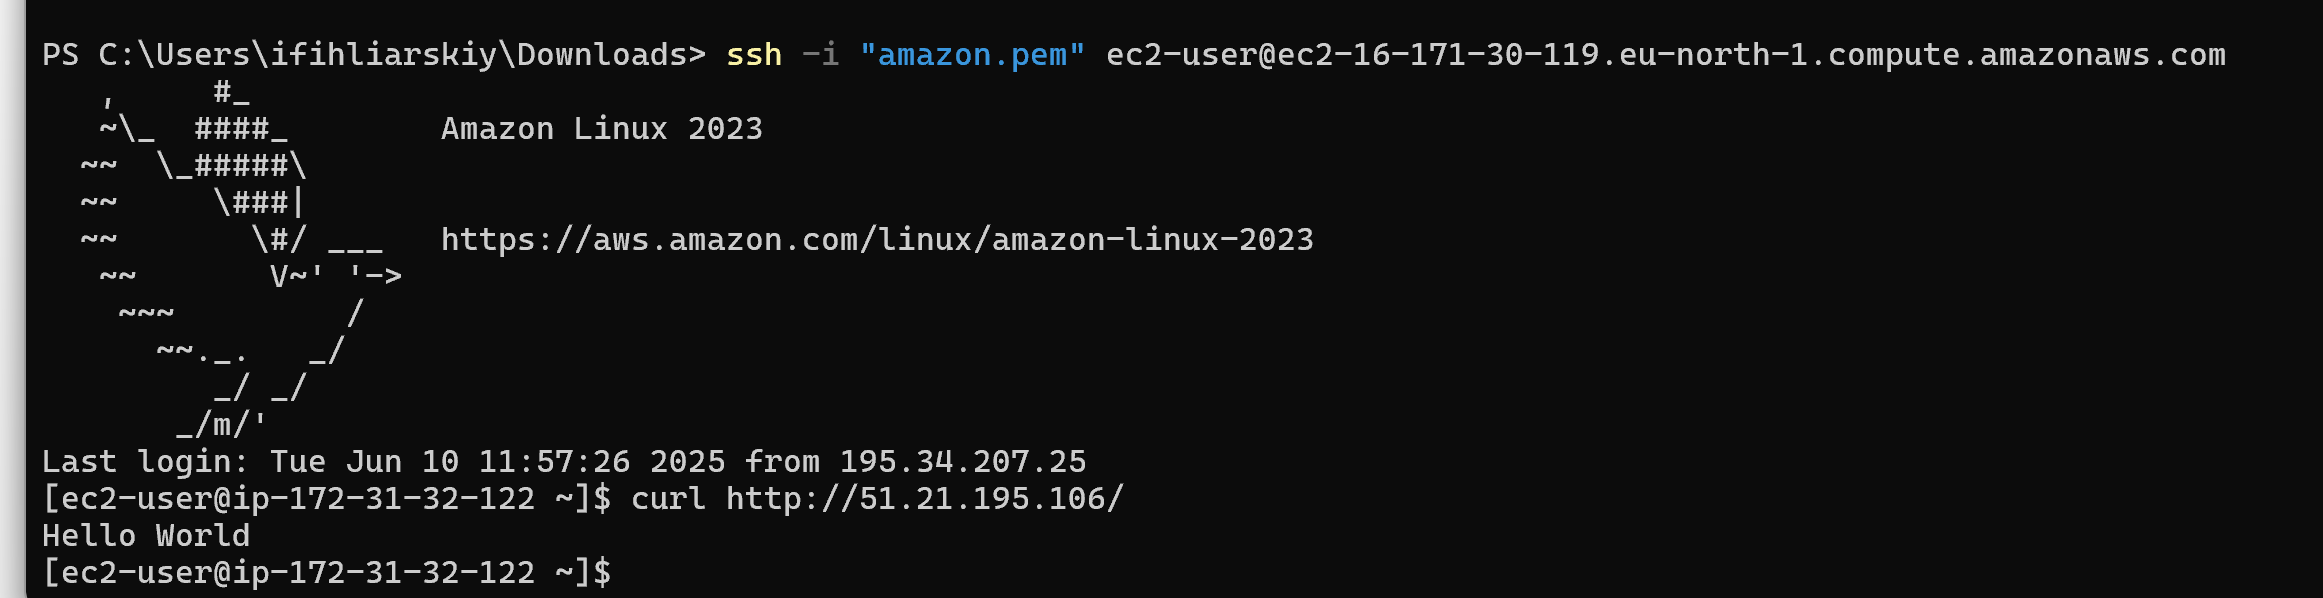 PS C:\Users\ifihliarskiy\Downloads> ssh -i "amazon.pem" ec2-user@ec2-16-171-30-119.eu-north-1.compute.amazonaws.com
   ,     #_
   ~\_  ####_        Amazon Linux 2023
  ~~  \_#####\
  ~~     \###|
  ~~       \#/ ___   https://aws.amazon.com/linux/amazon-linux-2023
   ~~       V~' '->
    ~~~         /
      ~~._.   _/
         _/ _/
       _/m/'
Last login: Tue Jun 10 11:57:26 2025 from 195.34.207.25
[ec2-user@ip-172-31-32-122 ~]$ curl http://51.21.195.106/
Hello World
[ec2-user@ip-172-31-32-122 ~]$